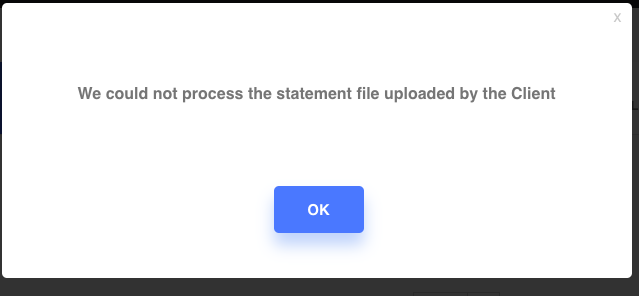 X
We could not process the statement file uploaded by the Client
OK